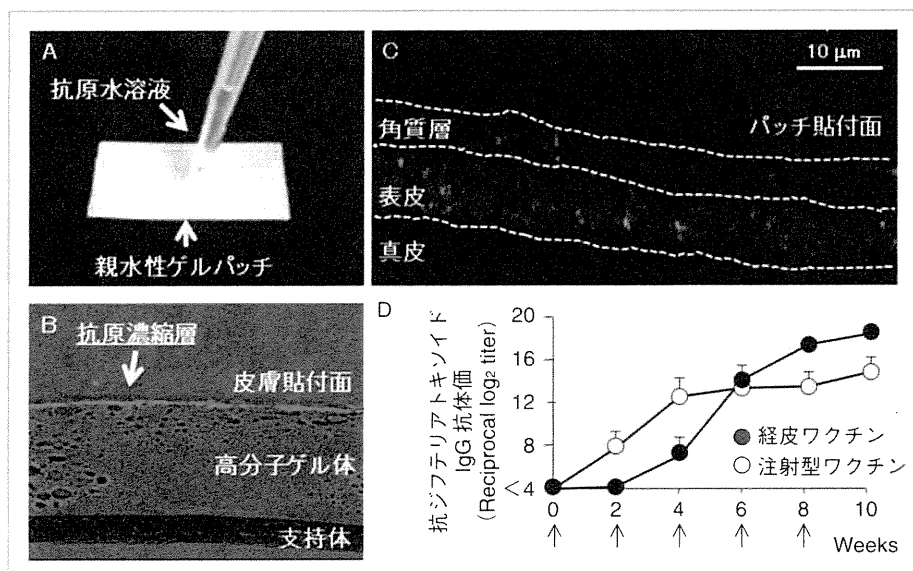 A
抗原水溶液
親水性ゲルパッチ
B
抗原濃縮層
皮膚貼付面
高分子ゲル体
支持体
C
10 μm
角質層
パッチ貼付面
表皮
真皮
D
抗ジフテリアトキソイド
IgG 抗体価
(Reciprocal log₂ titer)
20
16
12
8
<4
経皮ワクチン
注射型ワクチン
0 2 4 6 8 10
Weeks